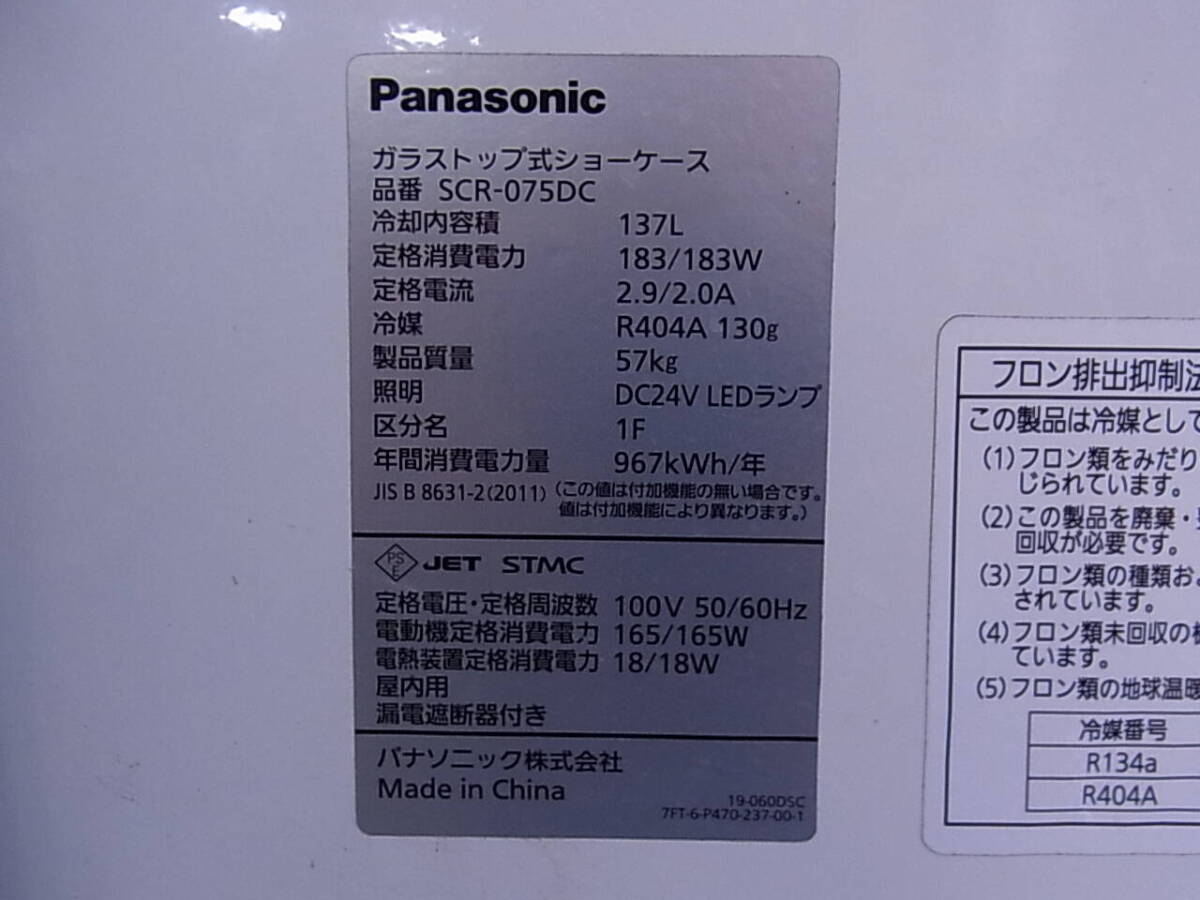 Panasonic
ガラストップ式ショーケース
品番 SCR-075DC
冷却内容積 137L
定格消費電力 183/183W
定格電流 2.9/2.0A
冷媒 R404A 130g
製品質量 57kg
照明 DC24V LEDランプ
区分名 1F
年間消費電力量 967kWh/年
JIS B 8631-2(2011) (この値は付加機能の無い場合です。
値は付加機能により異なります。)
PS
E
JET STMC
定格電圧・定格周波数 100V 50/60Hz
電動機定格消費電力 165/165W
電熱装置定格消費電力 18/18W
屋内用
漏電遮断器付き
パナソニック株式会社
Made in China
19-060DSC
7FT-6-P470-237-00-1
フロン排出抑制法
この製品は冷媒として
(1)フロン類をみだり
じられています。
(2)この製品を廃棄・
回収が必要です。
(3)フロン類の種類およ
されています。
(4)フロン類未回収の
ています。
(5)フロン類の地球温暖
冷媒番号
R134a
R404A